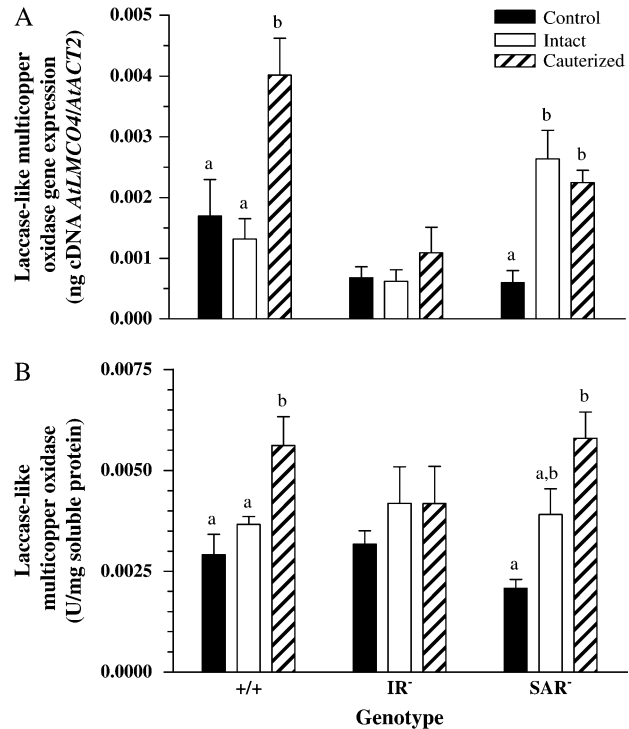 A
Laccase-like multicopper
oxidase gene expression
(ng cDNA AtLMCO4/AtACT2)
0.005
0.004
0.003
0.002
0.001
0.000
a
a
b
a
b
b
Control
Intact
Cauterized
B
Laccase-like
multicopper oxidase
(U/mg soluble protein)
0.0075
0.0050
0.0025
0.0000
a
a
b
a
a,b
b
+/+
IR⁻
SAR⁻
Genotype